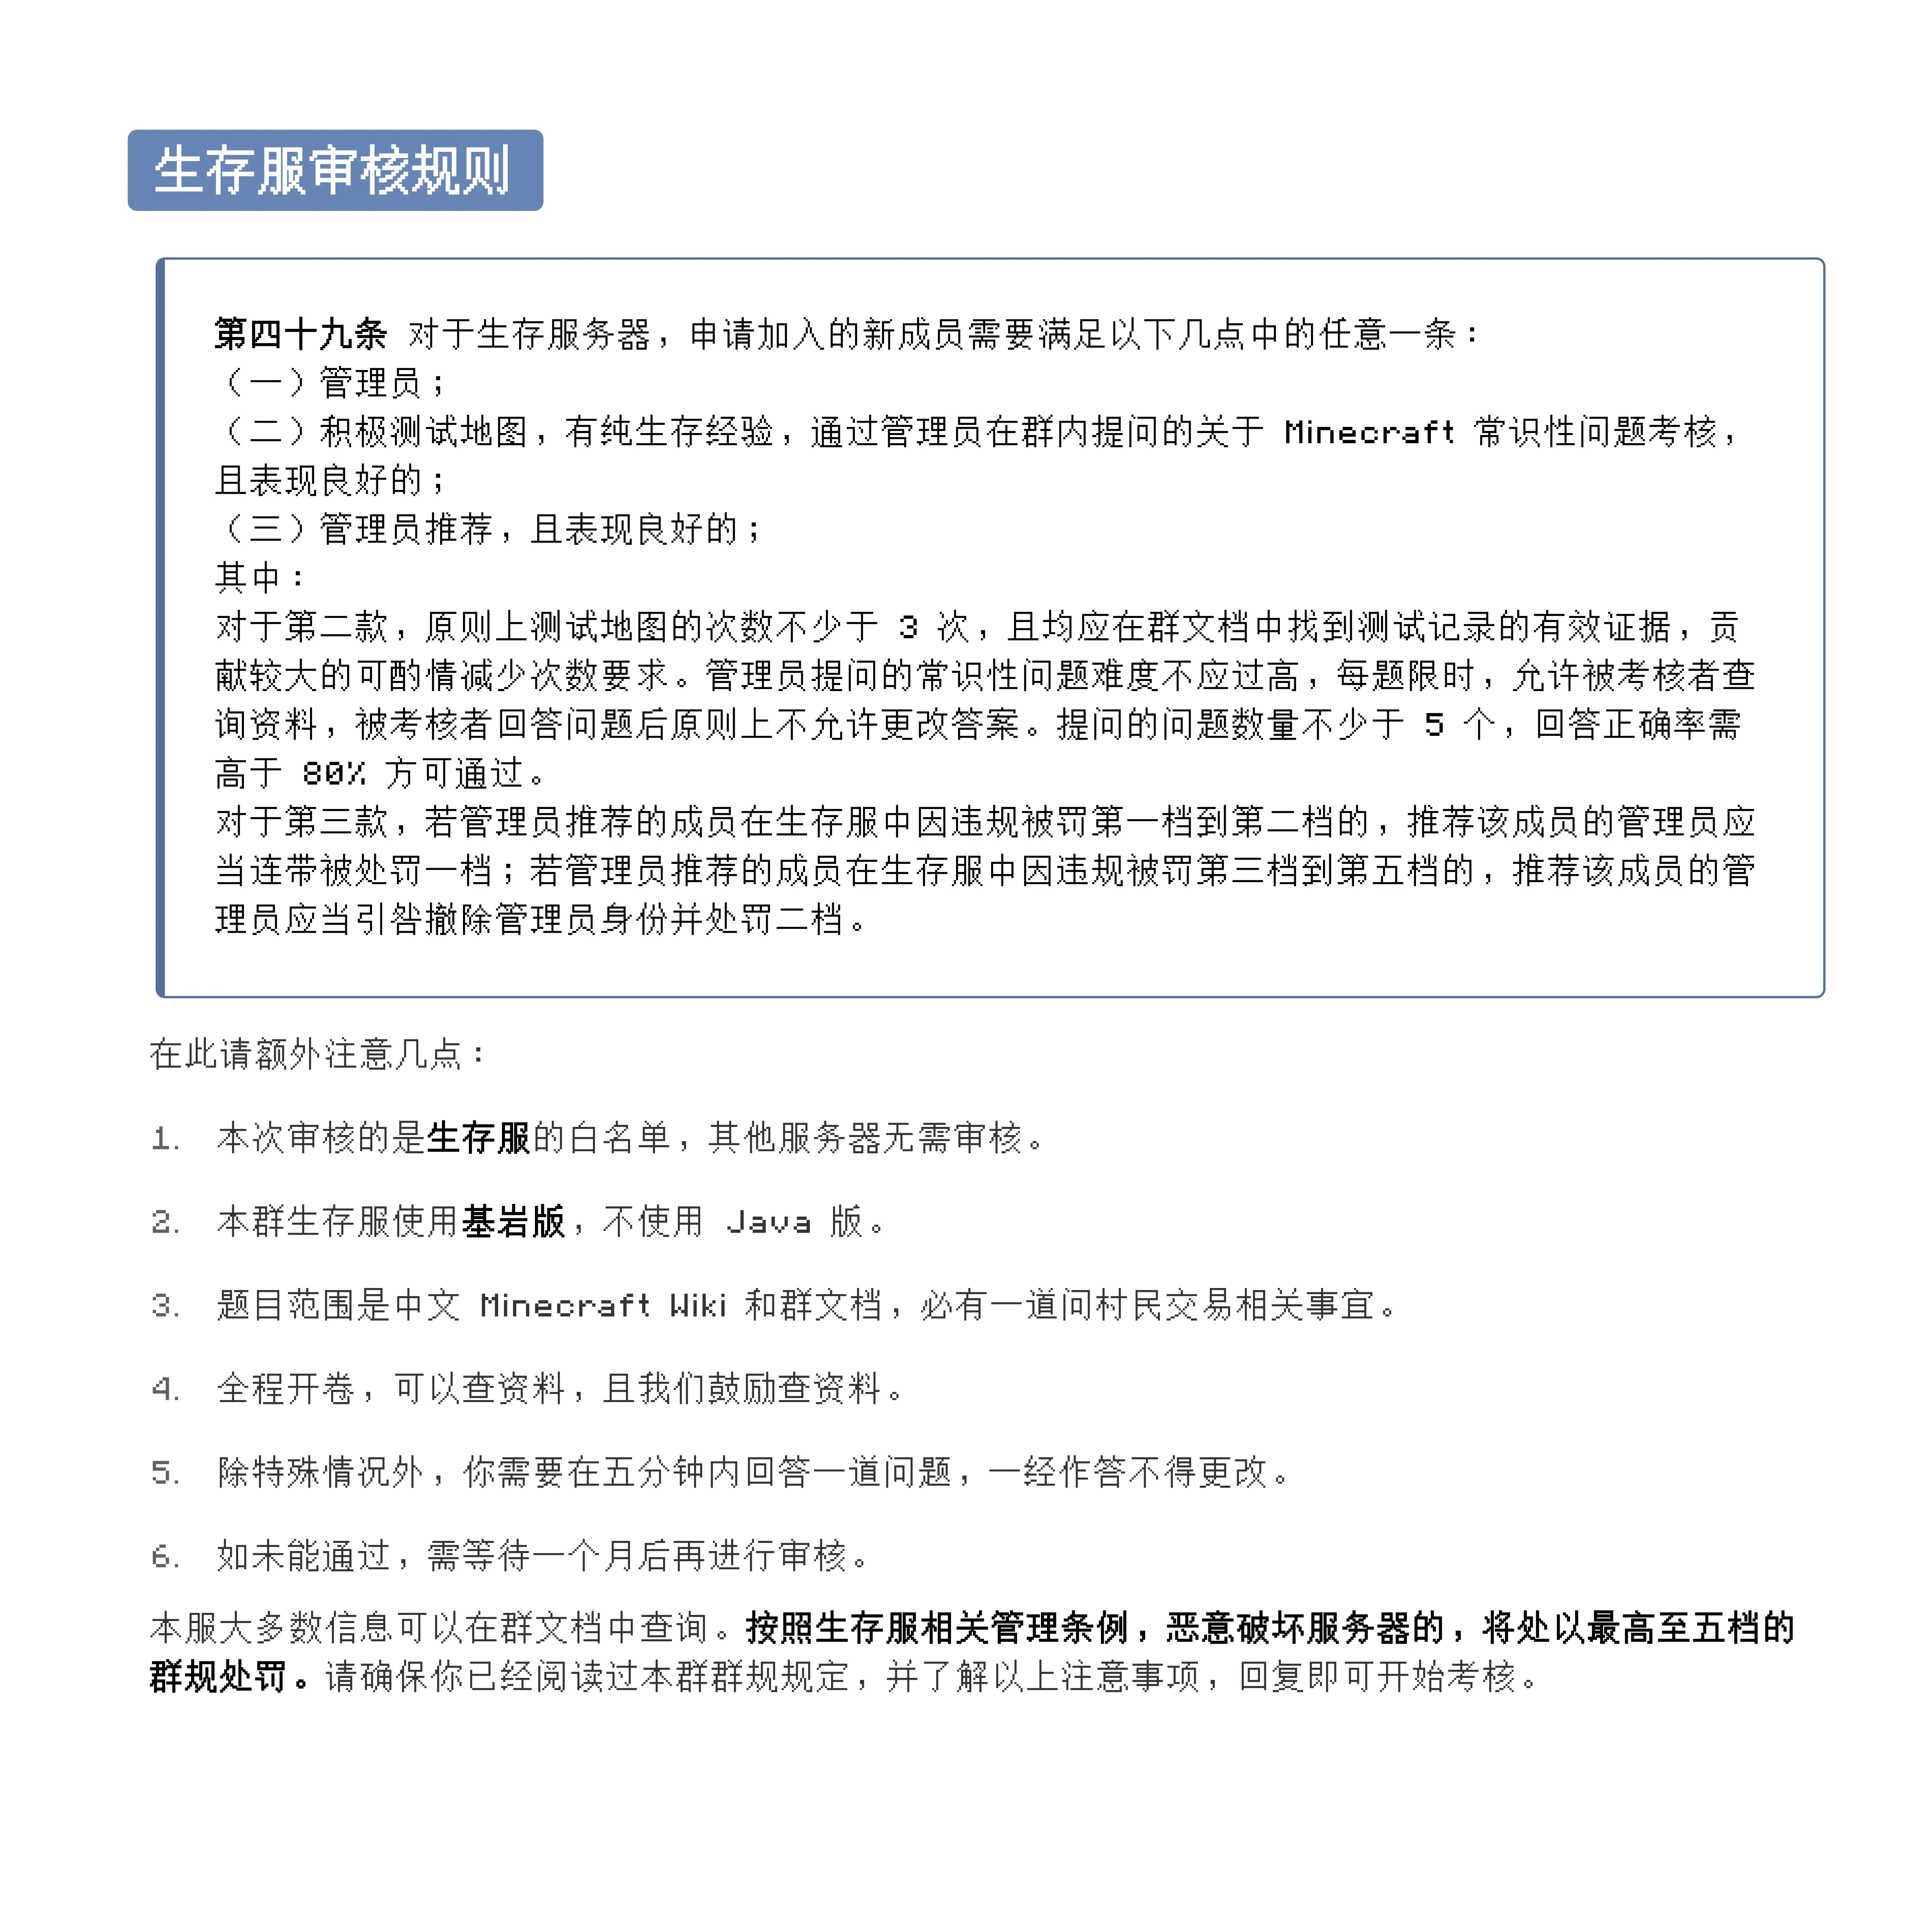 生存服审核规则
第四十九条 对于生存服务器，申请加入的新成员需要满足以下几点中的任意一条：
（一）管理员；
（二）积极测试地图，有纯生存经验，通过管理员在群内提问的关于 Minecraft 常识性问题考核，
且表现良好的；
（三）管理员推荐，且表现良好的；
其中：
对于第二款，原则上测试地图的次数不少于 3 次，且均应在群文档中找到测试记录的有效证据，贡
献较大的可酌情减少次数要求。管理员提问的常识性问题难度不应过高，每题限时，允许被考核者查
询资料，被考核者回答问题后原则上不允许更改答案。提问的问题数量不少于 5 个，回答正确率需
高于 80% 方可通过。
对于第三款，若管理员推荐的成员在生存服中因违规被罚第一档到第二档的，推荐该成员的管理员应
当连带被处罚一档；若管理员推荐的成员在生存服中因违规被罚第三档到第五档的，推荐该成员的管
理员应当引咎撤除管理员身份并处罚二档。
在此请额外注意几点：
1. 本次审核的是生存服的白名单，其他服务器无需审核。
2. 本群生存服使用基岩版，不使用 Java 版。
3. 题目范围是中文 Minecraft Wiki 和群文档，必有一道问村民交易相关事宜。
4. 全程开卷，可以查资料，且我们鼓励查资料。
5. 除特殊情况外，你需要在五分钟内回答一道问题，一经作答不得更改。
6. 如未能通过，需等待一个月后再进行审核。
本服大多数信息可以在群文档中查询。按照生存服相关管理条例，恶意破坏服务器的，将处以最高至五档的
群规处罚。请确保你已经阅读过本群群规规定，并了解以上注意事项，回复即可开始考核。